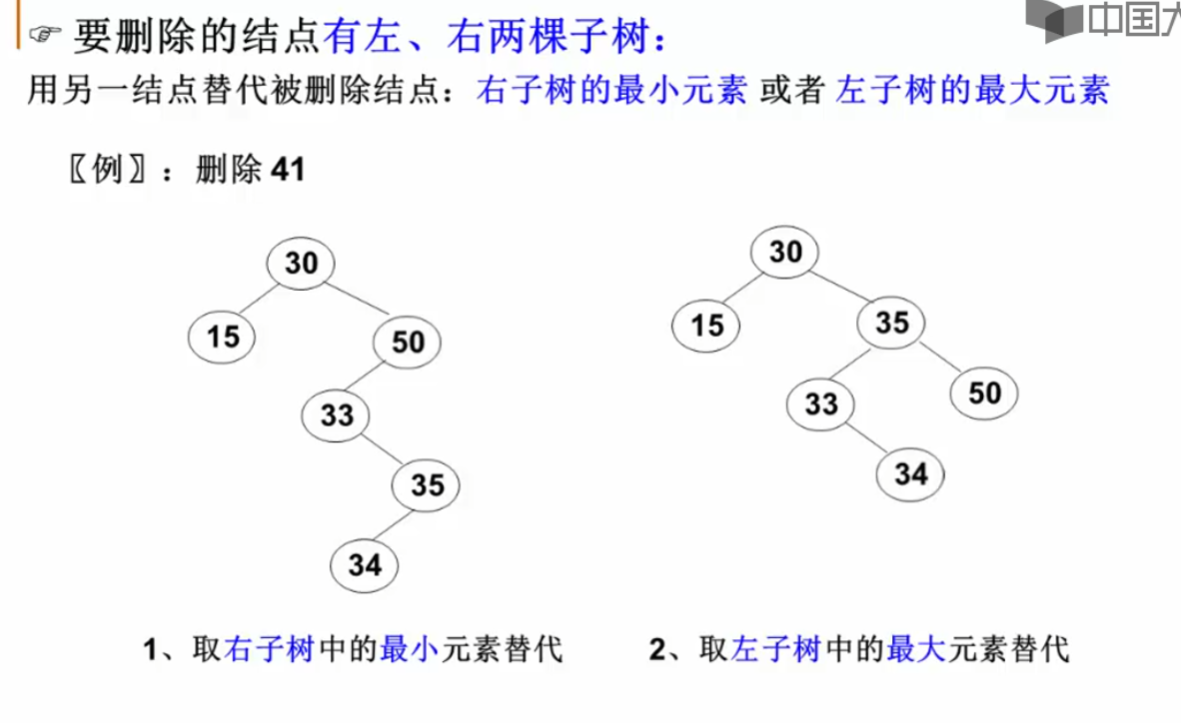 中国大
☞ 要删除的结点有左、右两棵子树：
用另一结点替代被删除结点：右子树的最小元素 或者 左子树的最大元素
〖例〗：删除 41
30
15
50
33
35
34
30
15
35
33
50
34
1、取右子树中的最小元素替代
2、取左子树中的最大元素替代